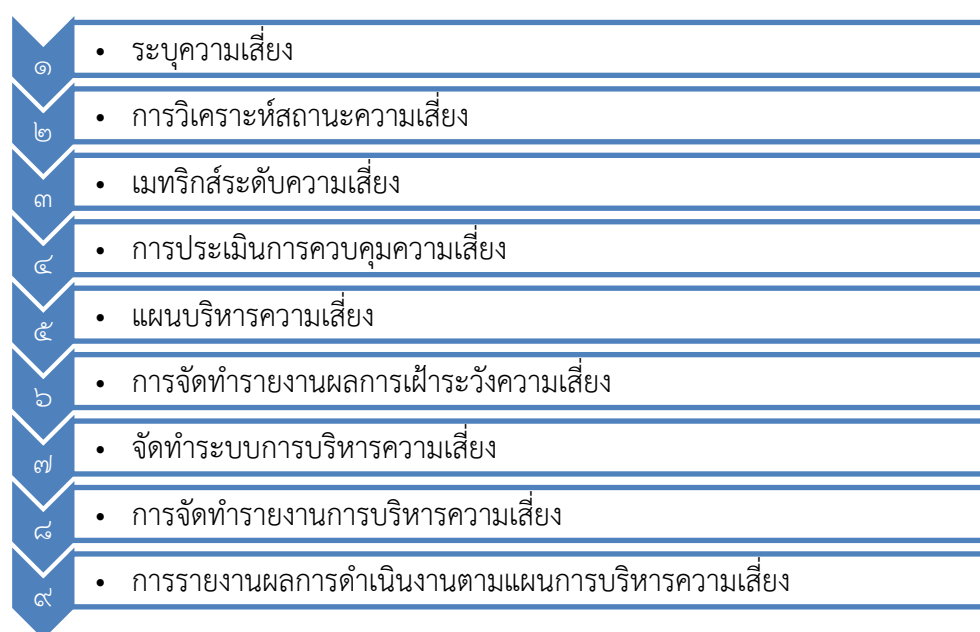 ๑ • ระบุความเสี่ยง
๒ • การวิเคราะห์สถานะความเสี่ยง
๓ • เมทริกส์ระดับความเสี่ยง
๔ • การประเมินการควบคุมความเสี่ยง
๕ • แผนบริหารความเสี่ยง
๖ • การจัดทำรายงานผลการเฝ้าระวังความเสี่ยง
๗ • จัดทำระบบการบริหารความเสี่ยง
๘ • การจัดทำรายงานการบริหารความเสี่ยง
๙ • การรายงานผลการดำเนินงานตามแผนการบริหารความเสี่ยง